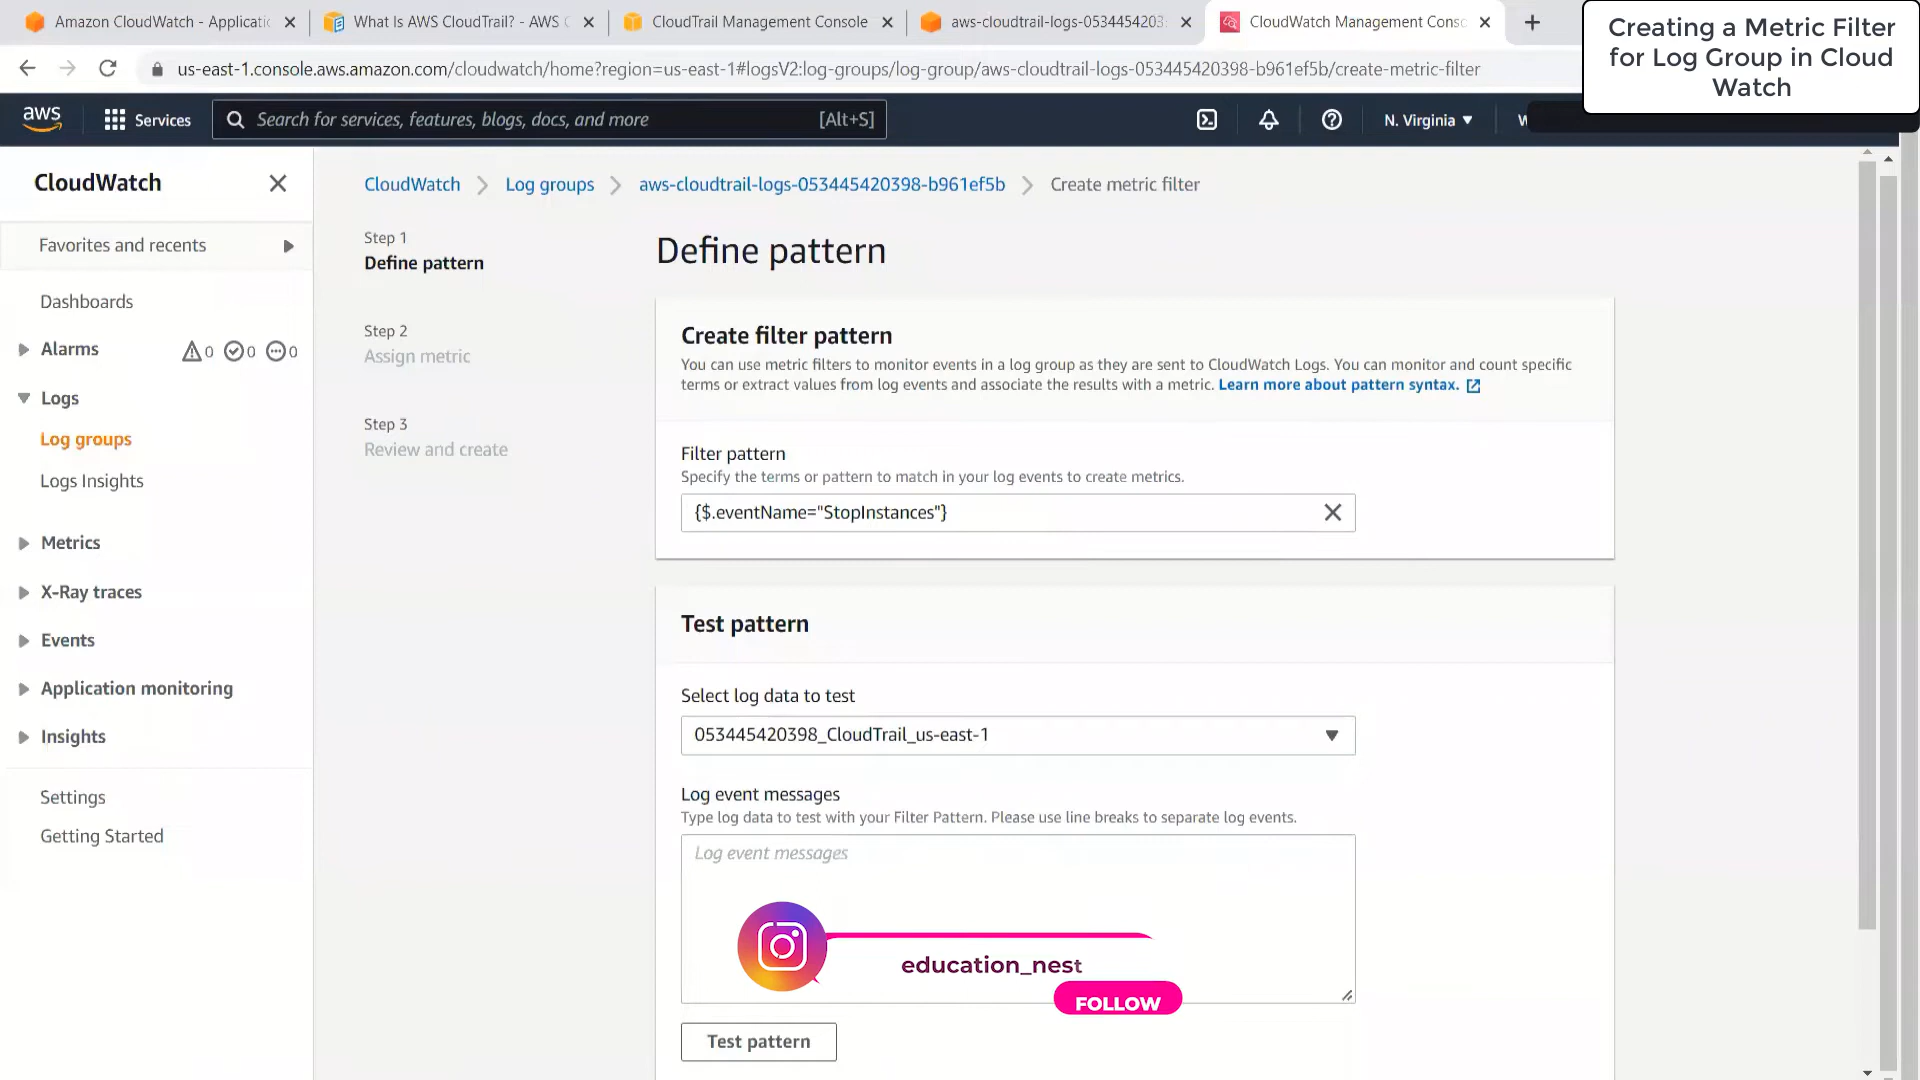 Amazon CloudWatch - Applicatio
What Is AWS CloudTrail? - AWS C
CloudTrail Management Console
aws-cloudtrail-logs-0534454203
CloudWatch Management Conso
Creating a Metric Filter
for Log Group in Cloud
Watch
us-east-1.console.aws.amazon.com/cloudwatch/home?region=us-east-1#logsV2:log-groups/log-group/aws-cloudtrail-logs-053445420398-b961ef5b/create-metric-filter
aws
Services
Search for services, features, blogs, docs, and more
[Alt+S]
N. Virginia
CloudWatch
Favorites and recents
Dashboards
Alarms
0
0
0
Logs
Log groups
Logs Insights
Metrics
X-Ray traces
Events
Application monitoring
Insights
Settings
Getting Started
CloudWatch
Log groups
aws-cloudtrail-logs-053445420398-b961ef5b
Create metric filter
Step 1
Define pattern
Step 2
Assign metric
Step 3
Review and create
Define pattern
Create filter pattern
You can use metric filters to monitor events in a log group as they are sent to CloudWatch Logs. You can monitor and count specific
terms or extract values from log events and associate the results with a metric. Learn more about pattern syntax.
Filter pattern
Specify the terms or pattern to match in your log events to create metrics.
{$.eventName="StopInstances"}
Test pattern
Select log data to test
053445420398_CloudTrail_us-east-1
Log event messages
Type log data to test with your Filter Pattern. Please use line breaks to separate log events.
Log event messages
education_nest
FOLLOW
Test pattern